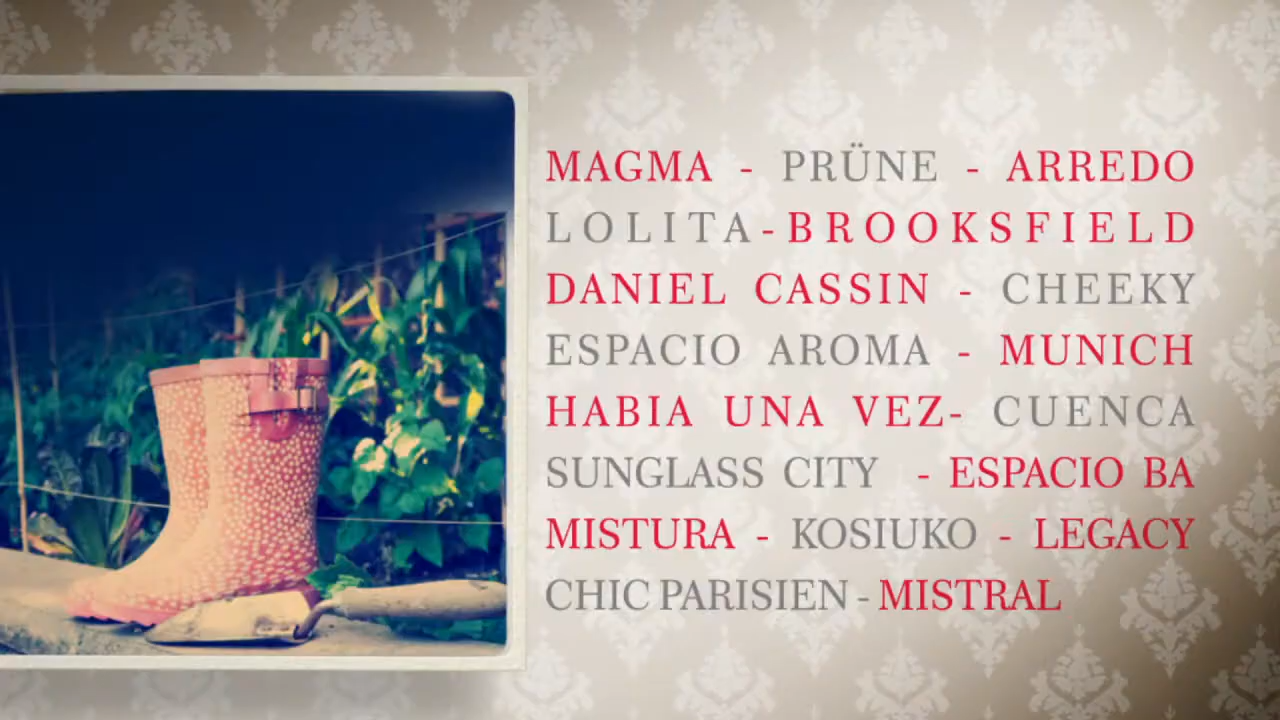 MAGMA - PRÜNE - ARREDO
LOLITA - BROOKSFIELD
DANIEL CASSIN - CHEEKY
ESPACIO AROMA - MUNICH
HABIA UNA VEZ- CUENCA
SUNGLASS CITY - ESPACIO BA
MISTURA - KOSIUKO - LEGACY
CHIC PARISIEN - MISTRAL